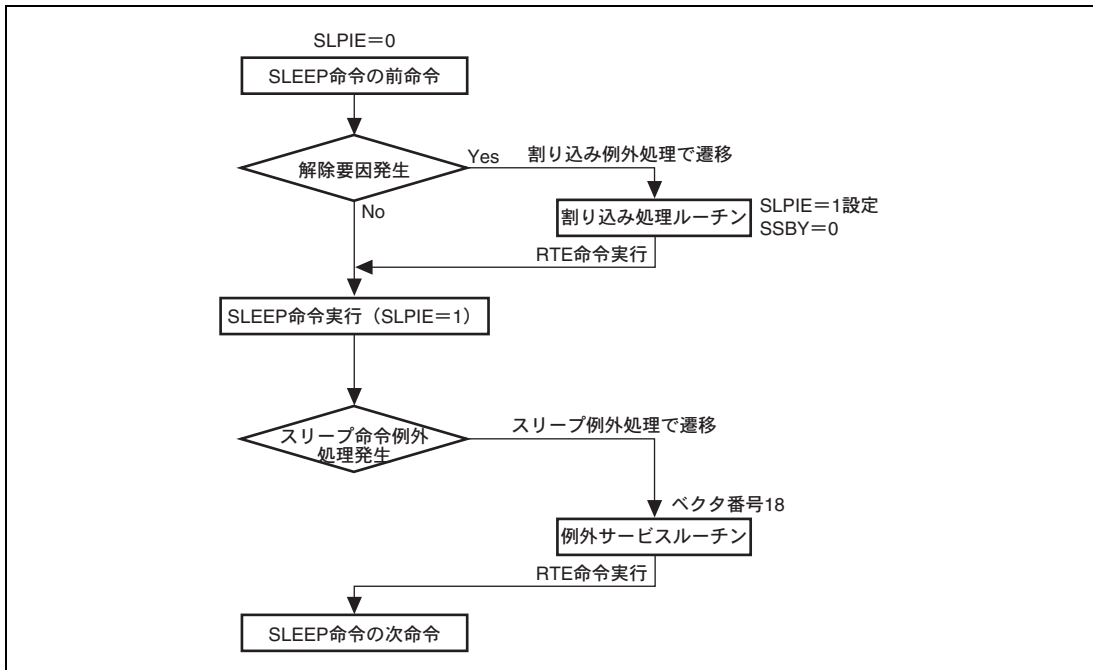 SLPIE＝0
SLEEP命令の前命令
解除要因発生
Yes
割り込み例外処理で遷移
No
割り込み処理ルーチン
SLPIE＝1設定
SSBY＝0
RTE命令実行
SLEEP命令実行（SLPIE＝1）
スリープ命令例外
処理発生
スリープ例外処理で遷移
ベクタ番号18
例外サービスルーチン
RTE命令実行
SLEEP命令の次命令